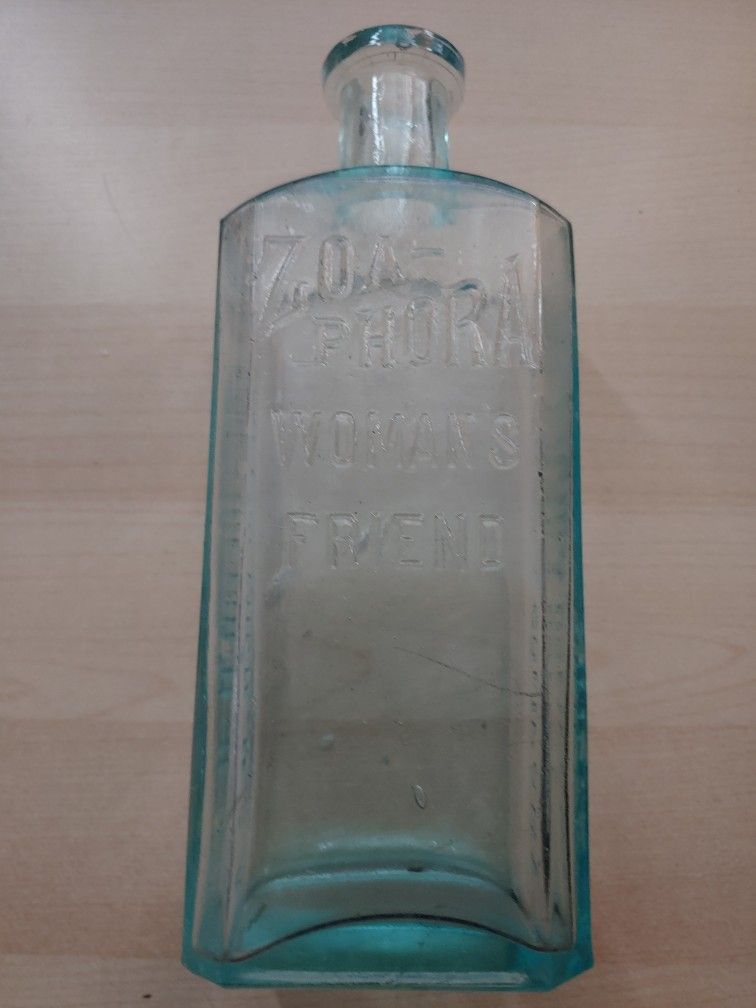 ZOA-
PHORA
WOMAN'S
FRIEND